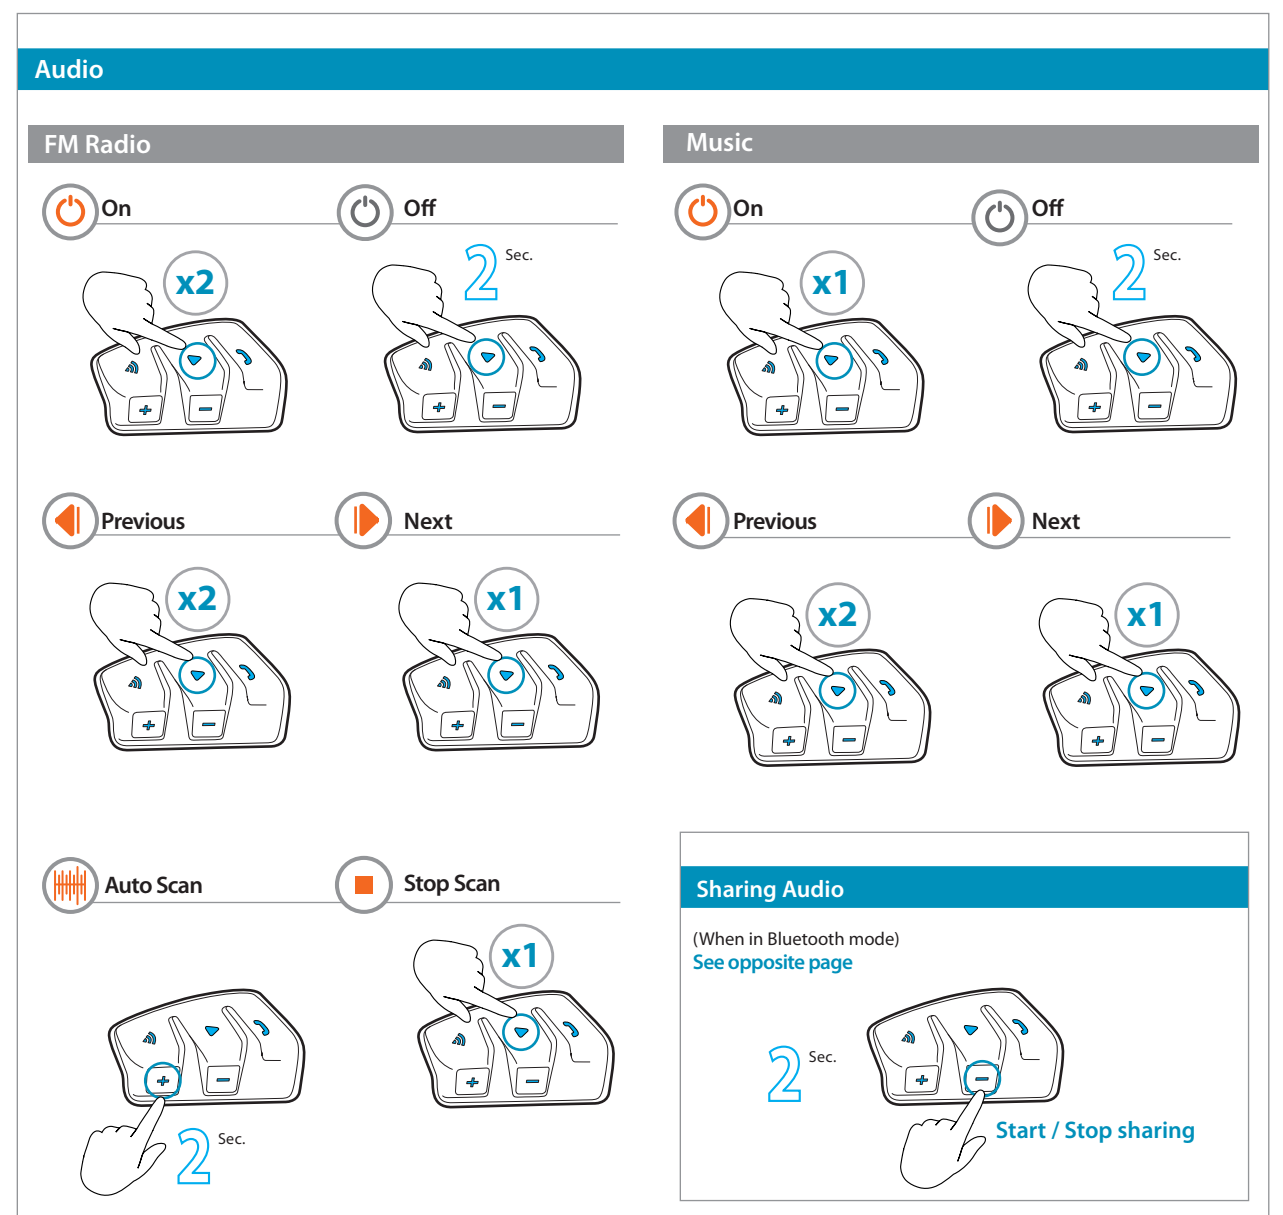 Audio
FM Radio
On
Off
x2
2 Sec.
Previous
Next
x2
x1
Auto Scan
Stop Scan
x1
2 Sec.
Music
On
Off
x1
2 Sec.
Previous
Next
x2
x1
Sharing Audio
(When in Bluetooth mode)
See opposite page
2 Sec.
Start / Stop sharing